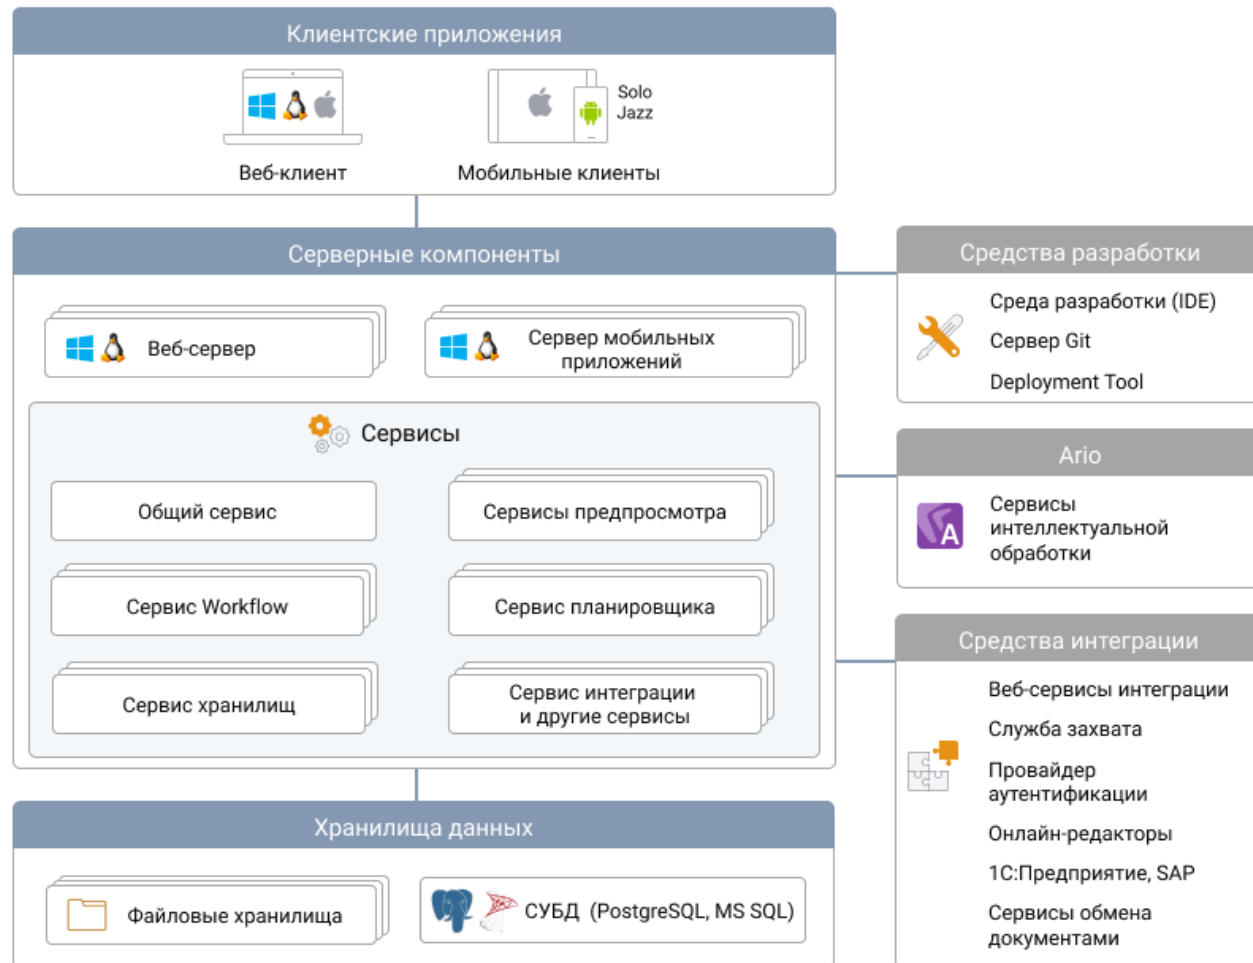 Клиентские приложения
Solo
Jazz
Веб-клиент
Мобильные клиенты
Серверные компоненты
Веб-сервер
Сервер мобильных
приложений
Сервисы
Общий сервис
Сервисы предпросмотра
Сервис Workflow
Сервис планировщика
Сервис хранилищ
Сервис интеграции
и другие сервисы
Хранилища данных
Файловые хранилища
СУБД (PostgreSQL, MS SQL)
Средства разработки
Среда разработки (IDE)
Сервер Git
Deployment Tool
Ario
A
Сервисы
интеллектуальной
обработки
Средства интеграции
Веб-сервисы интеграции
Служба захвата
Провайдер
аутентификации
Онлайн-редакторы
1С:Предприятие, SAP
Сервисы обмена
документами